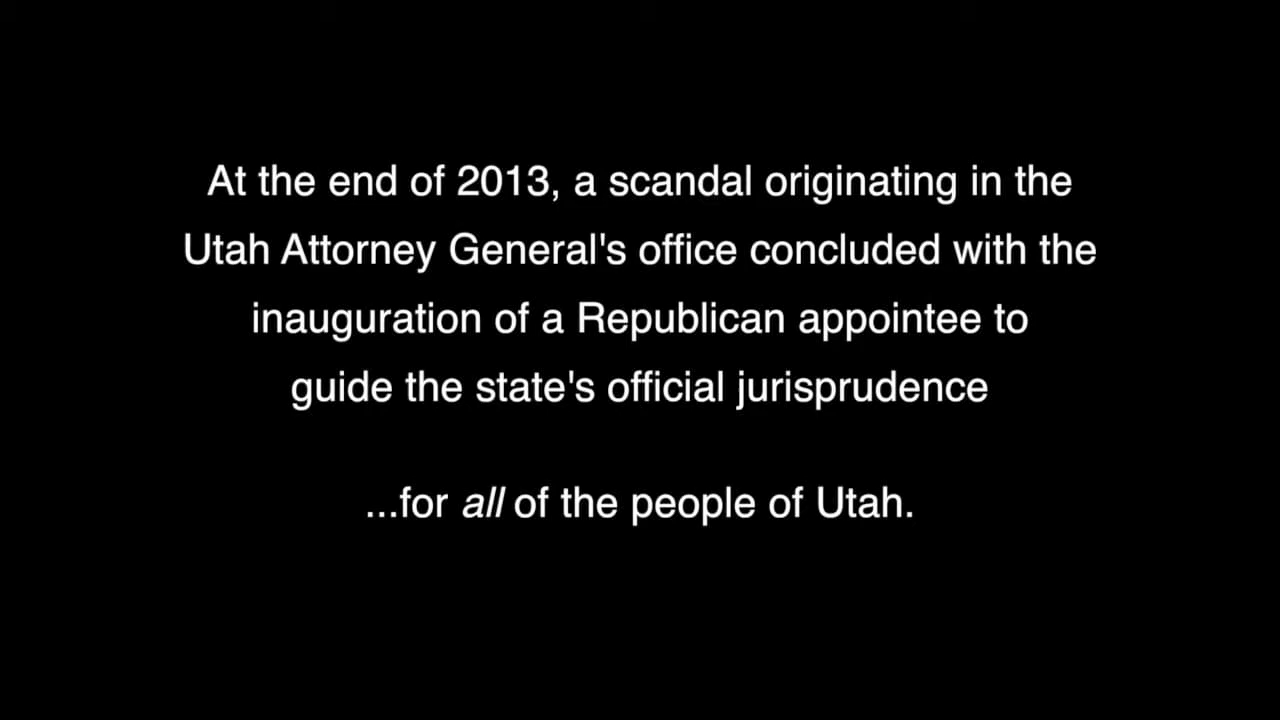 At the end of 2013, a scandal originating in the
Utah Attorney General's office concluded with the
inauguration of a Republican appointee to
guide the state's official jurisprudence
...for all of the people of Utah.